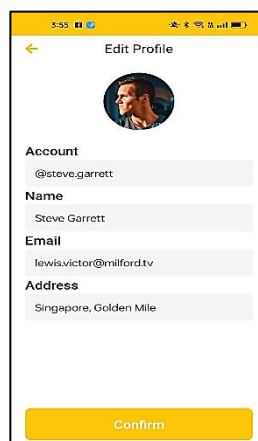 3:55
Edit Profile
Account
@steve.garrett
Name
Steve Garrett
Email
lewis.victor@milford.tv
Address
Singapore, Golden Mile
Confirm